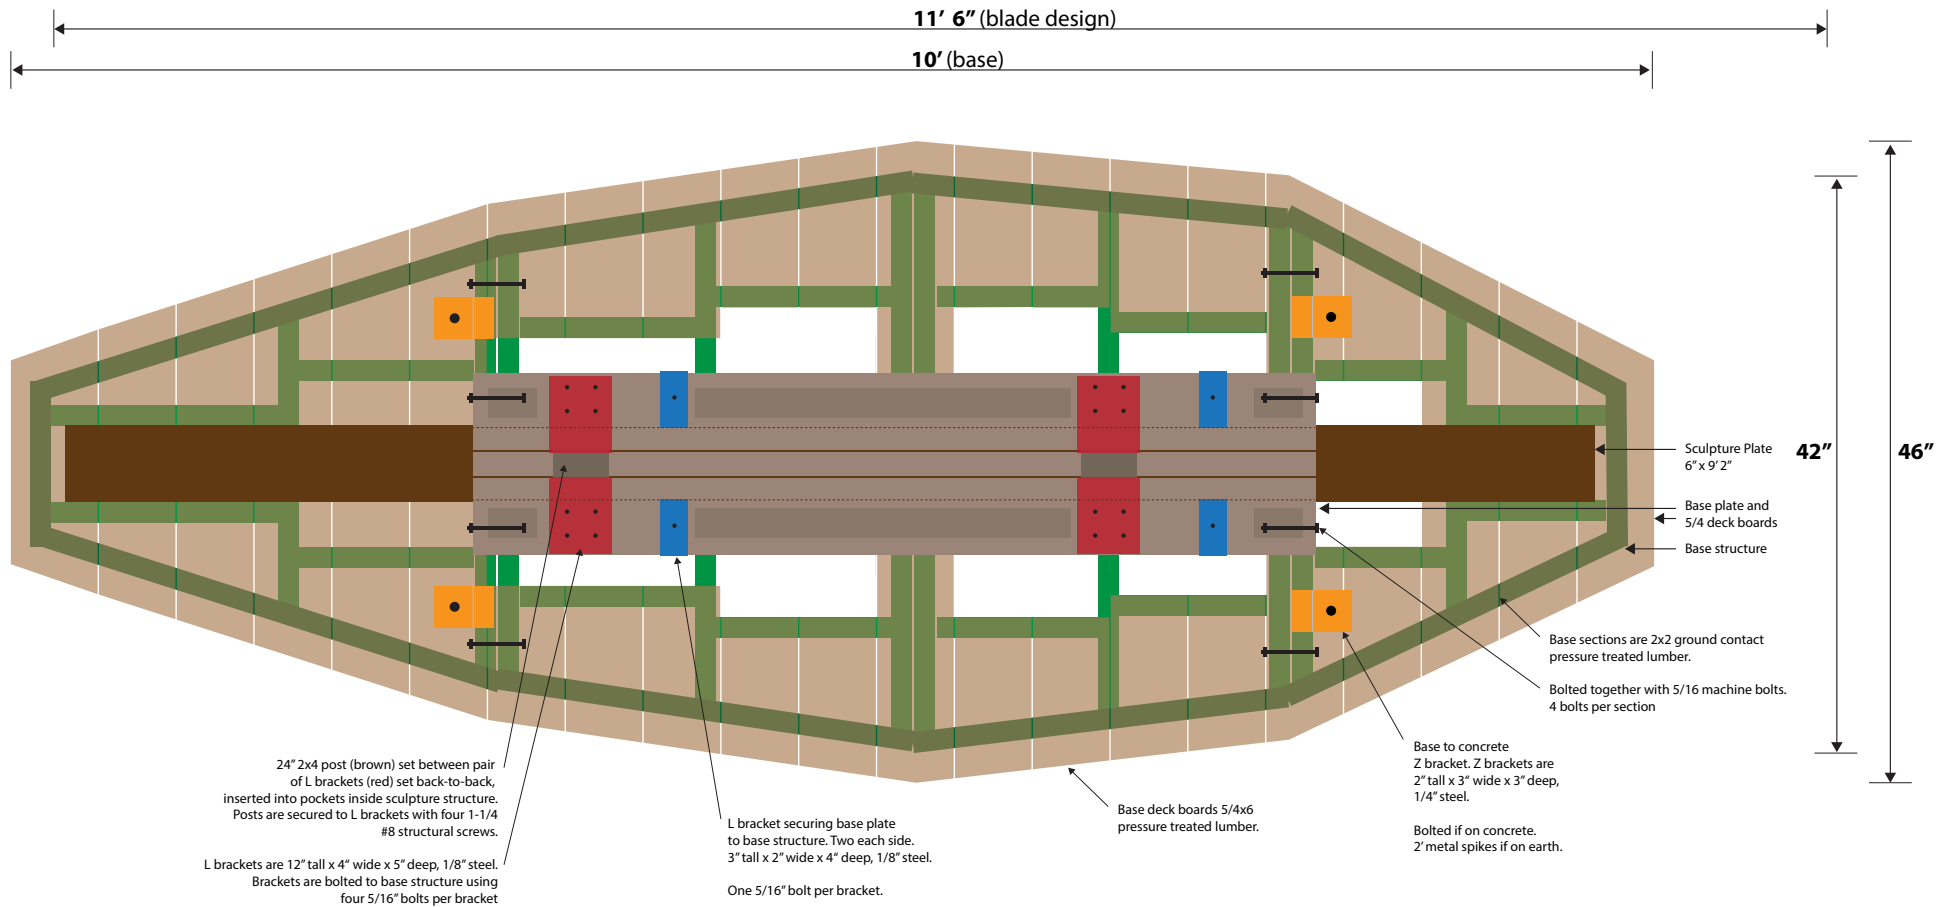 11’ 6” (blade design)
10’ (base)
42”
46”
Sculpture Plate
6” x 9’ 2”
Base plate and
5/4 deck boards
Base structure
Base sections are 2x2 ground contact
pressure treated lumber.
Bolted together with 5/16 machine bolts.
4 bolts per section
Base to concrete
Z bracket. Z brackets are
2” tall x 3“ wide x 3” deep,
1/4” steel.
Bolted if on concrete.
2’ metal spikes if on earth.
Base deck boards 5/4x6
pressure treated lumber.
L bracket securing base plate
to base structure. Two each side.
3” tall x 2” wide x 4“ deep, 1/8” steel.
One 5/16” bolt per bracket.
24” 2x4 post (brown) set between pair
of L brackets (red) set back-to-back,
inserted into pockets inside sculpture structure.
Posts are secured to L brackets with four 1-1/4
#8 structural screws.
L brackets are 12” tall x 4“ wide x 5” deep, 1/8” steel.
Brackets are bolted to base structure using
four 5/16” bolts per bracket